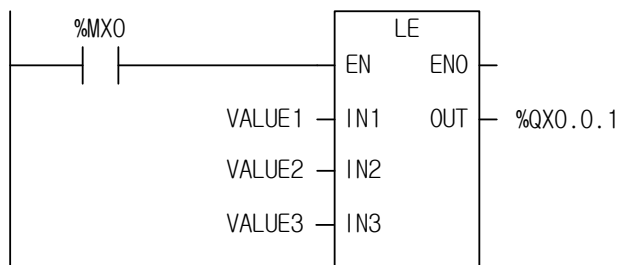 %MX0 LE
EN ENO
VALUE1 IN1 OUT %QX0.0.1
VALUE2 IN2
VALUE3 IN3